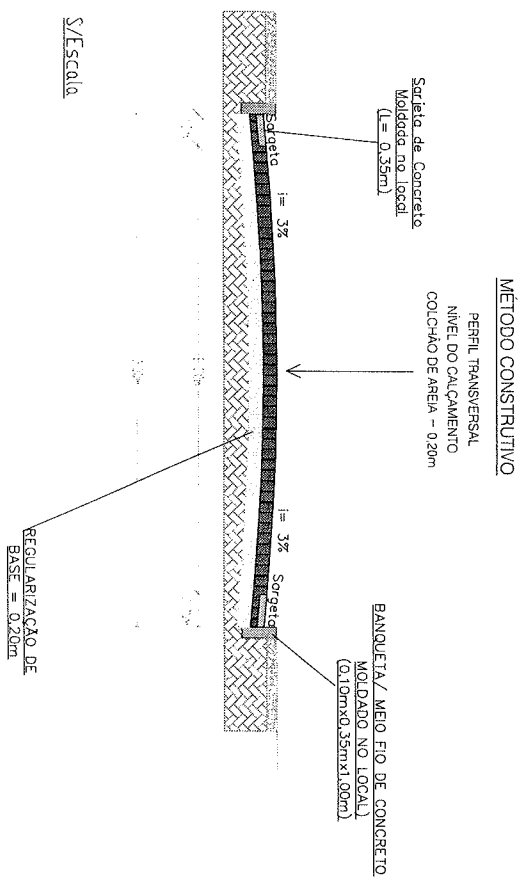 MÉTODO CONSTRUTIVO
PERFIL TRANSVERSAL
NIVEL DO CALÇAMENTO
COLCHÃO DE AREIA - 0,20m
Sarjeta de Concreto
Moldada no local
(L= 0,35m)
BANQUETA/ MEIO FIO DE CONCRETO
MOLDADO NO LOCAL)
(0,10mx0,35mx1,00m)
Sargeta
i= 3%
i= 3%
Sargeta
REGULARIZAÇÃO DE
BASE = 0,20m
S/Escala